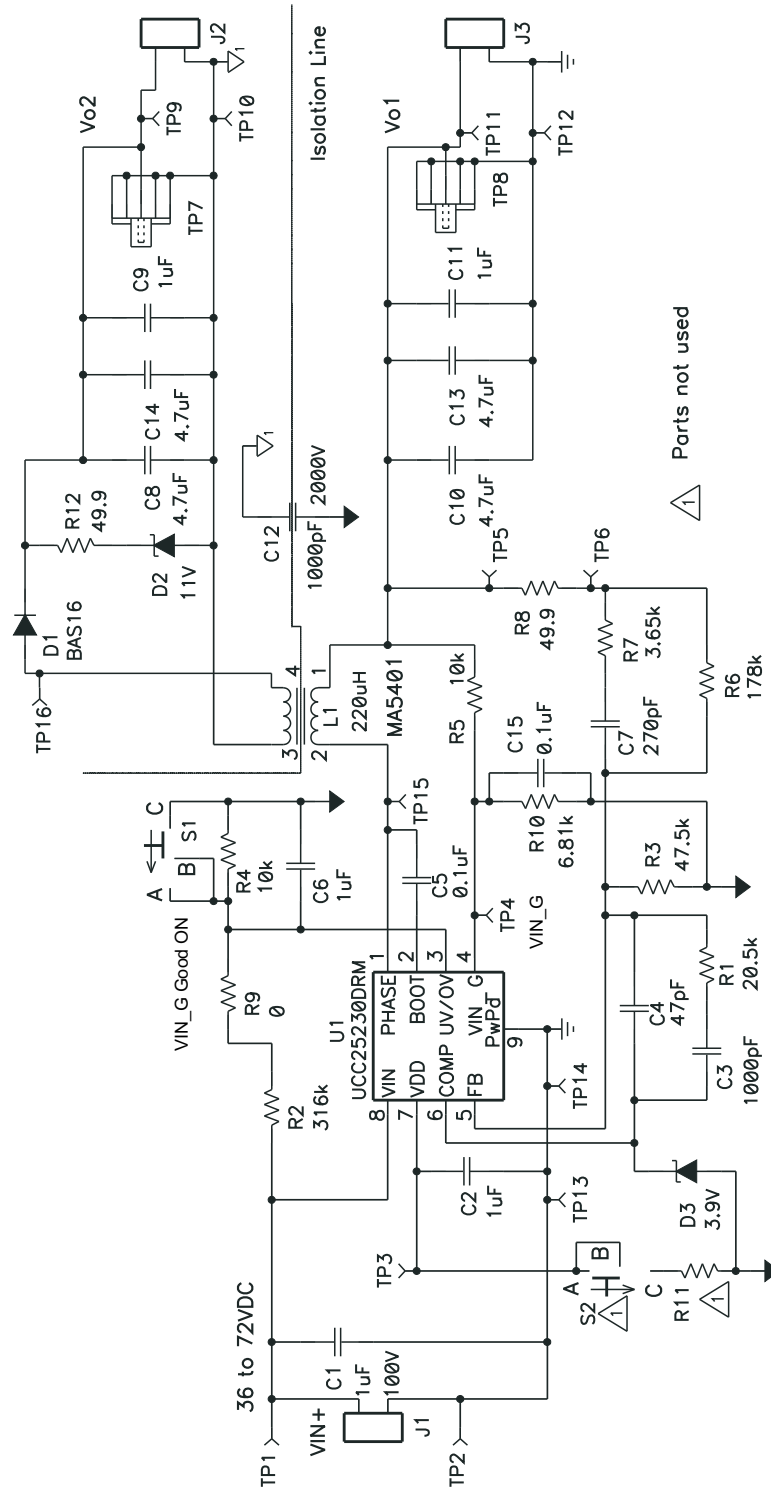 TP1
VIN+
J1
TP2
36 to 72VDC
C1
1uF
100V
TP3
S2
A
B
C
1
R11
1
D3
3.9V
C2
1uF
TP13
TP14
R2
316k
R9
0
VIN_G Good ON
A
B
C
S1
R4
10k
C6
1uF
U1
UCC25230DRM
8
VIN
PHASE
1
7
VDD
BOOT
2
6
COMP
UV/OV
3
5
FB
VIN_G
4
PwPd
9
C5
0.1uF
TP15
TP4
VIN_G
C3
1000pF
R1
20.5k
C4
47pF
R3
47.5k
R10
6.81k
C15
0.1uF
R5
10k
C7
270pF
R7
3.65k
R6
178k
R8
49.9
TP5
TP6
TP16
D1
BAS16
3
4
2
1
L1
220uH
MA5401
R12
49.9
D2
11V
C12
1000pF
2000V
1
Isolation Line
C8
4.7uF
C14
4.7uF
C9
1uF
TP7
Vo2
TP9
TP10
J2
1
C10
4.7uF
C13
4.7uF
C11
1uF
TP8
Vo1
TP11
TP12
J3
1
Parts not used